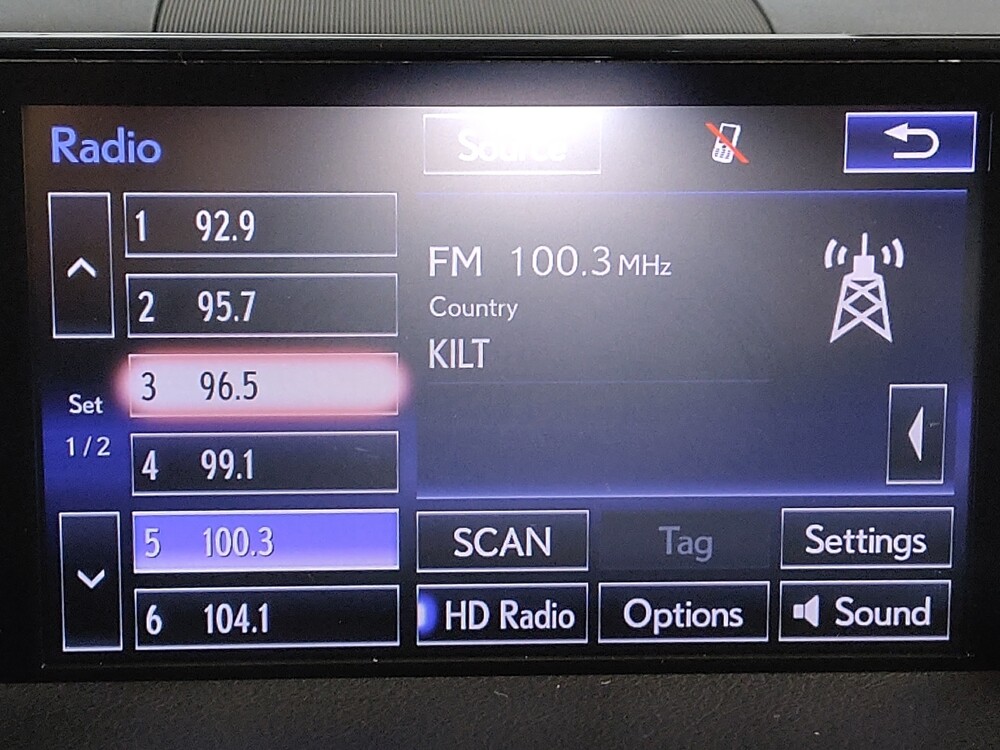 Radio
Source
1 92.9
2 95.7
3 96.5
4 99.1
5 100.3
6 104.1
Set
1/2
FM 100.3 MHz
Country
KILT
SCAN
Tag
Settings
HD Radio
Options
Sound